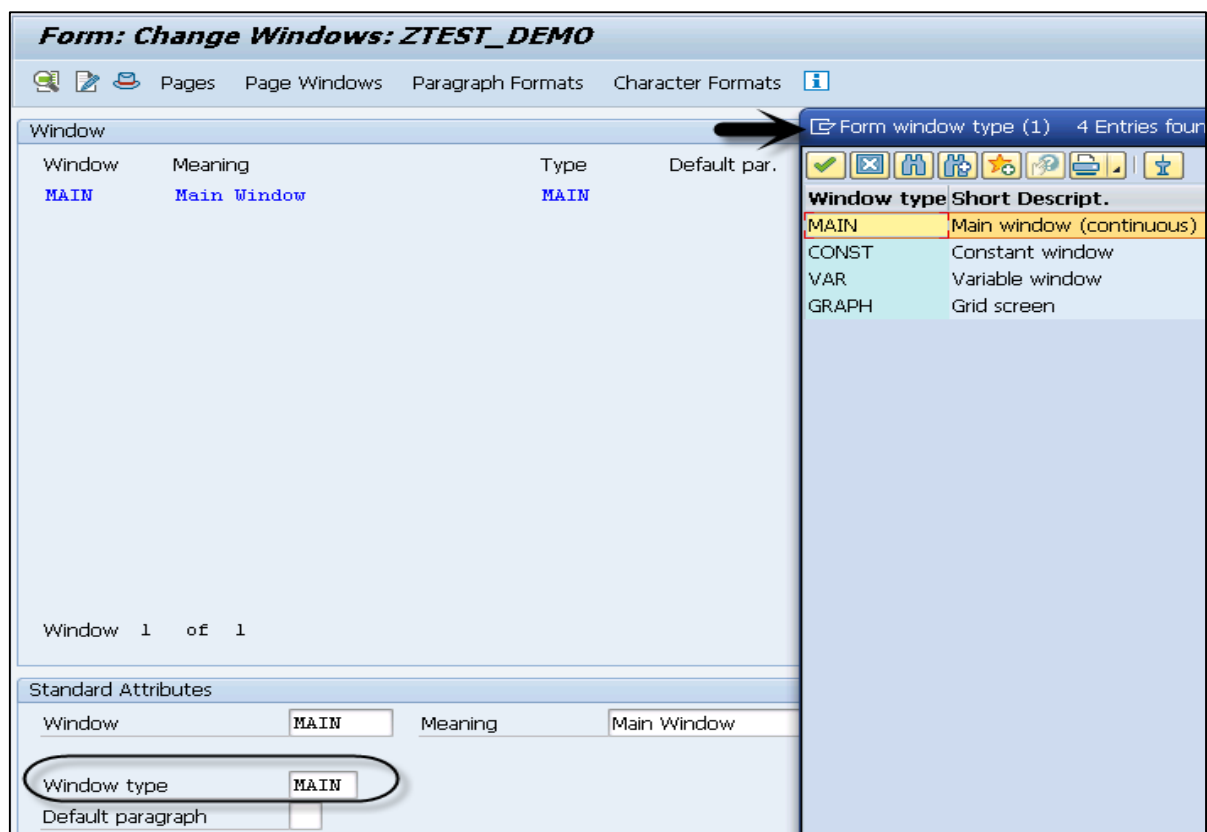 Form: Change Windows: ZTEST_DEMO
Pages Page Windows Paragraph Formats Character Formats
Window
Window Meaning Type Default par.
MAIN Main Window MAIN
Window 1 of 1
Standard Attributes
Window MAIN Meaning Main Window
Window type MAIN
Default paragraph
Form window type (1) 4 Entries foun
Window type Short Descript.
MAIN Main window (continuous)
CONST Constant window
VAR Variable window
GRAPH Grid screen